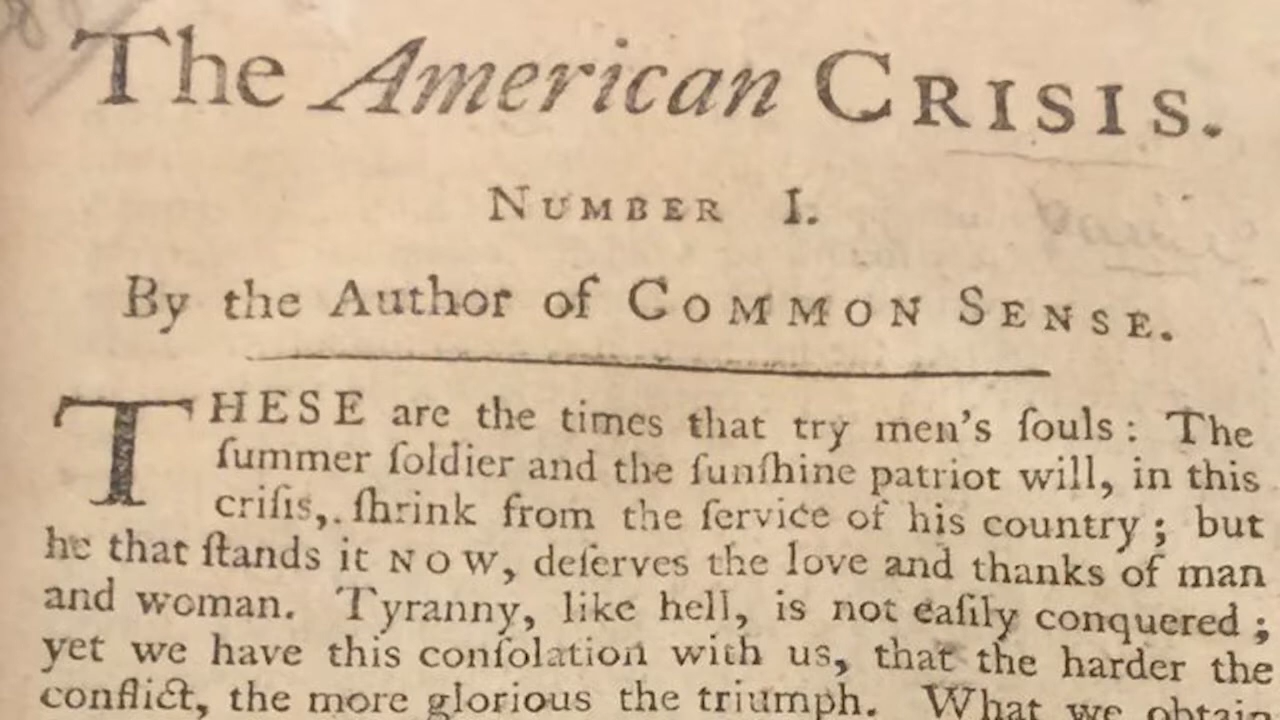 The American CRISIS.
NUMBER I.
By the Author of COMMON SENSE.
THESE are the times that try men's ſouls: The
ſummer ſoldier and the ſunſhine patriot will, in this
criſis, ſhrink from the ſervice of his country; but
he that ſtands it NOW, deſerves the love and thanks of man
and woman. Tyranny, like hell, is not eaſily conquered;
yet we have this conſolation with us, that the harder the
conflict, the more glorious the triumph. What we obtain